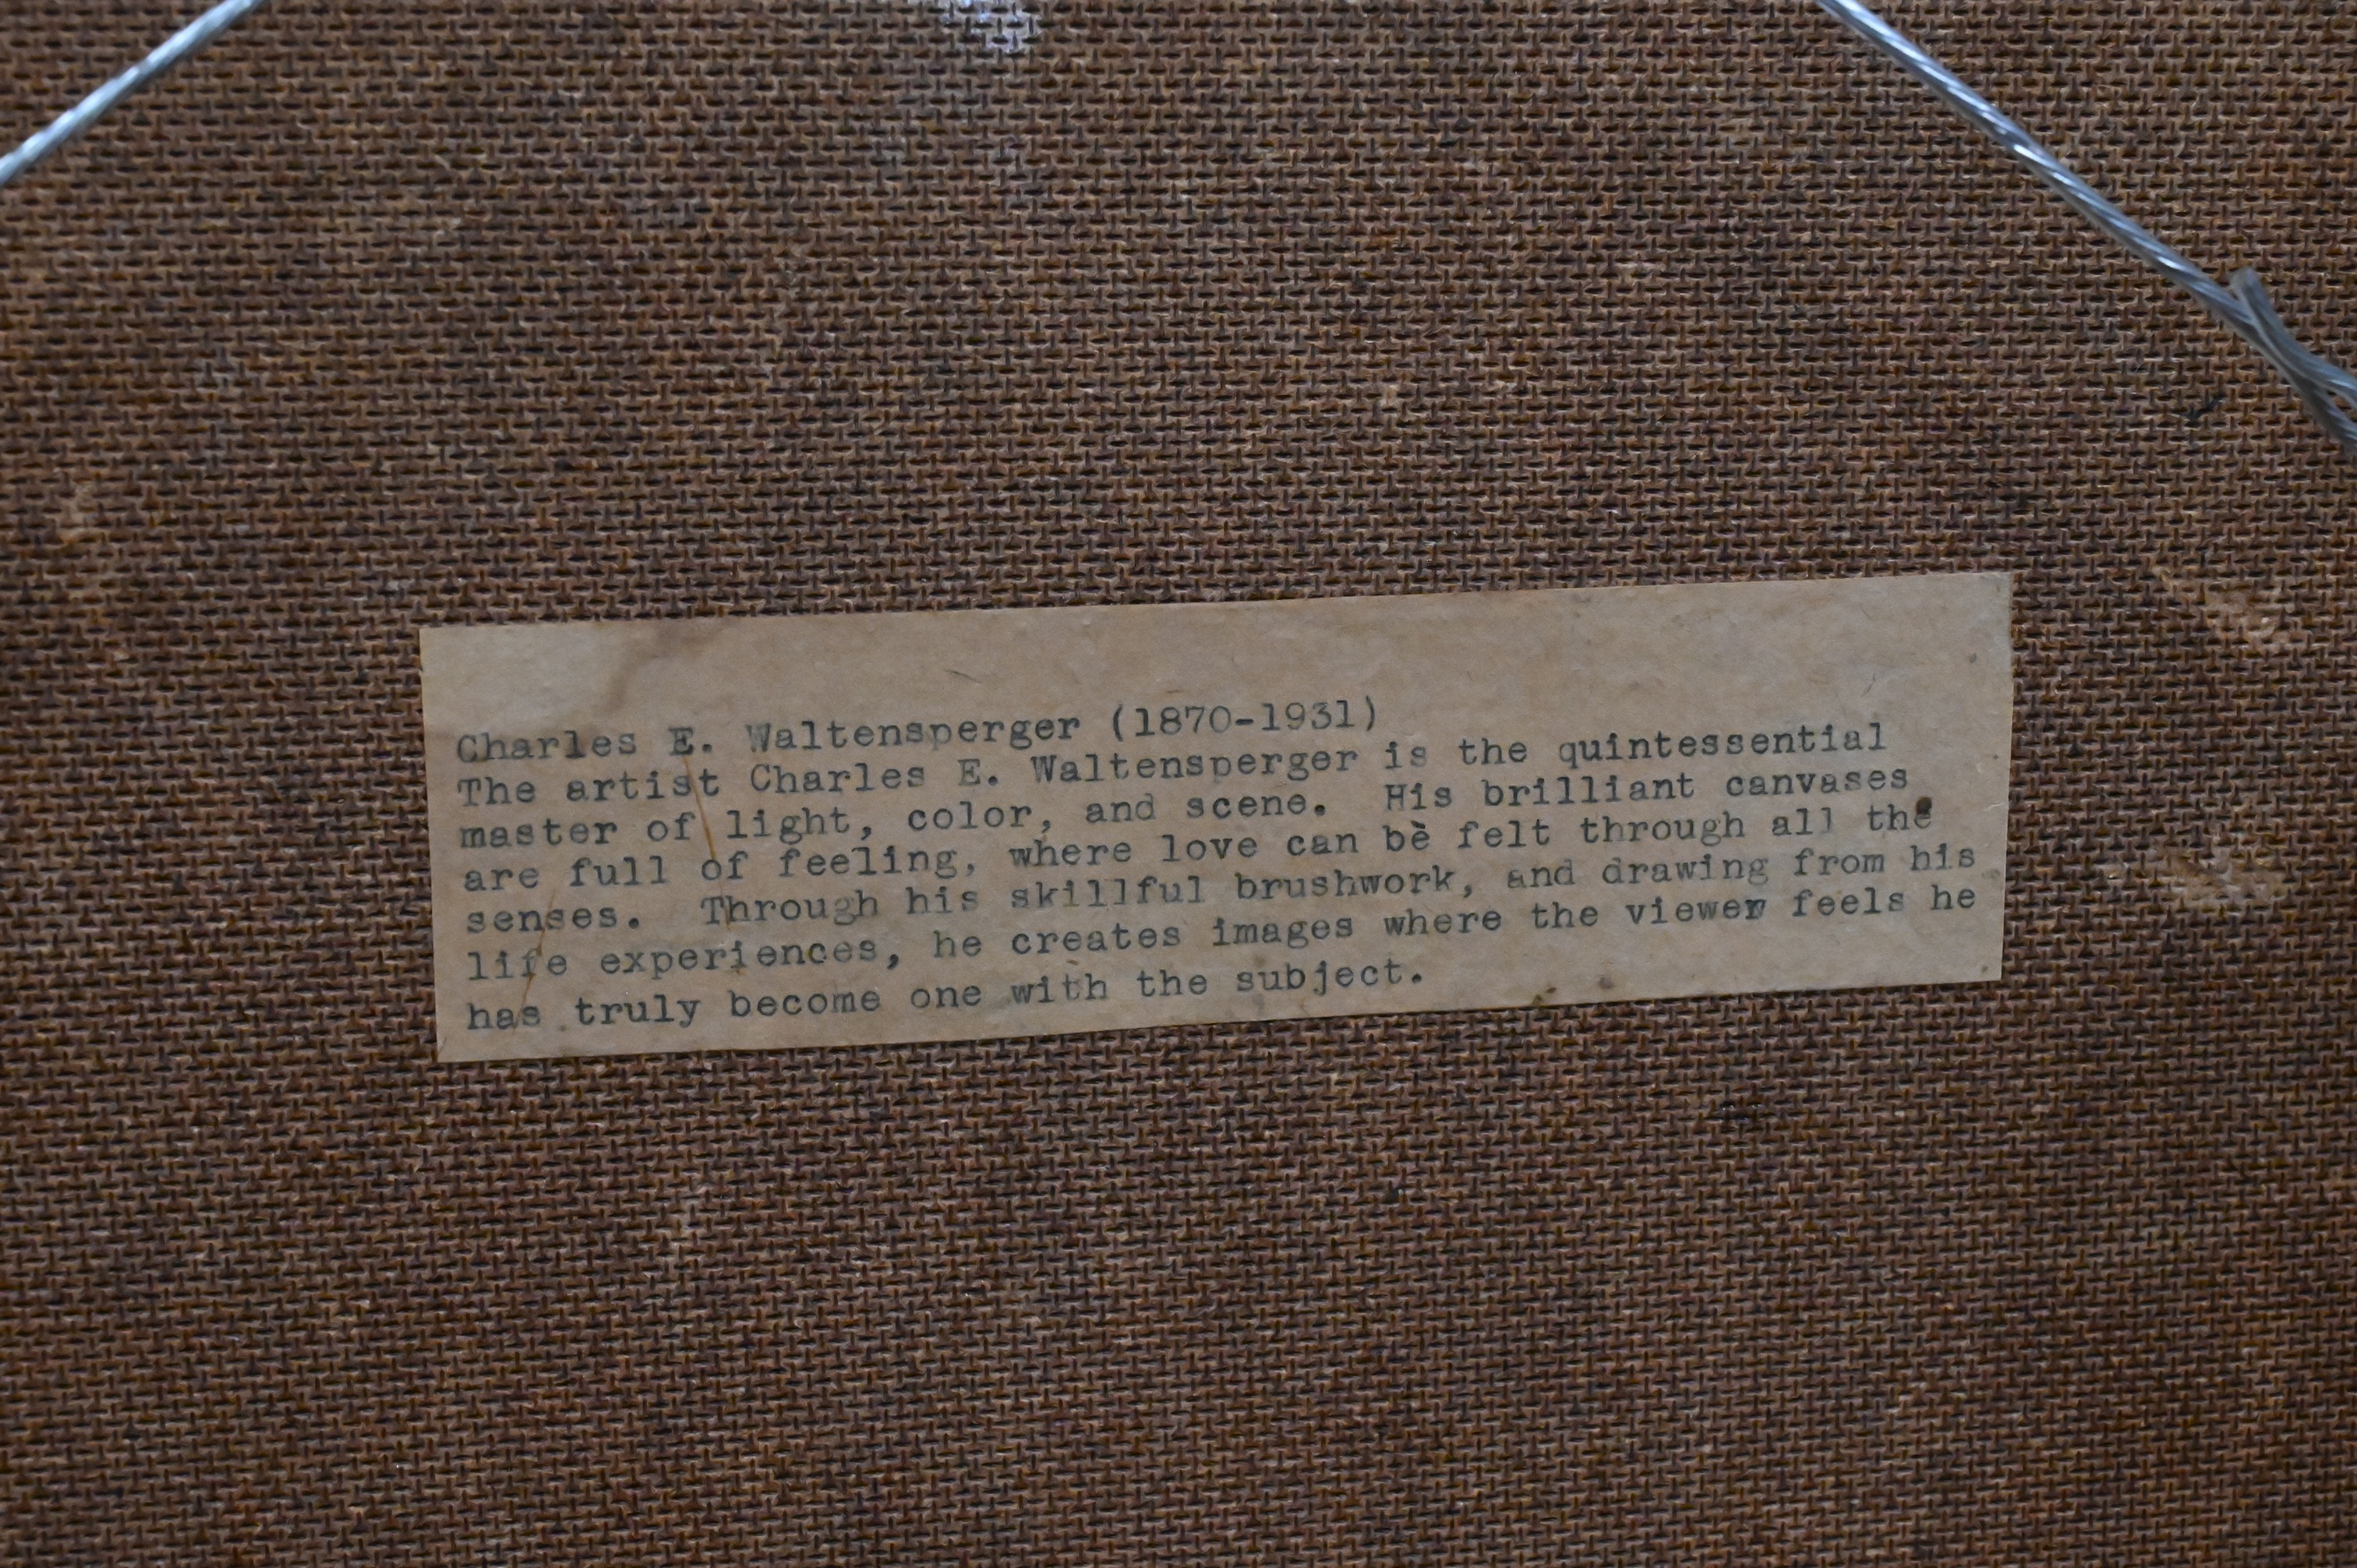 Charles E. Waltensperger (1870-1931)
The artist Charles E. Waltensperger is the quintessential
master of light, color, and scene. His brilliant canvases
are full of feeling, where love can be felt through all the
senses. Through his skillful brushwork, and drawing from his
life experiences, he creates images where the viewer feels he
has truly become one with the subject.